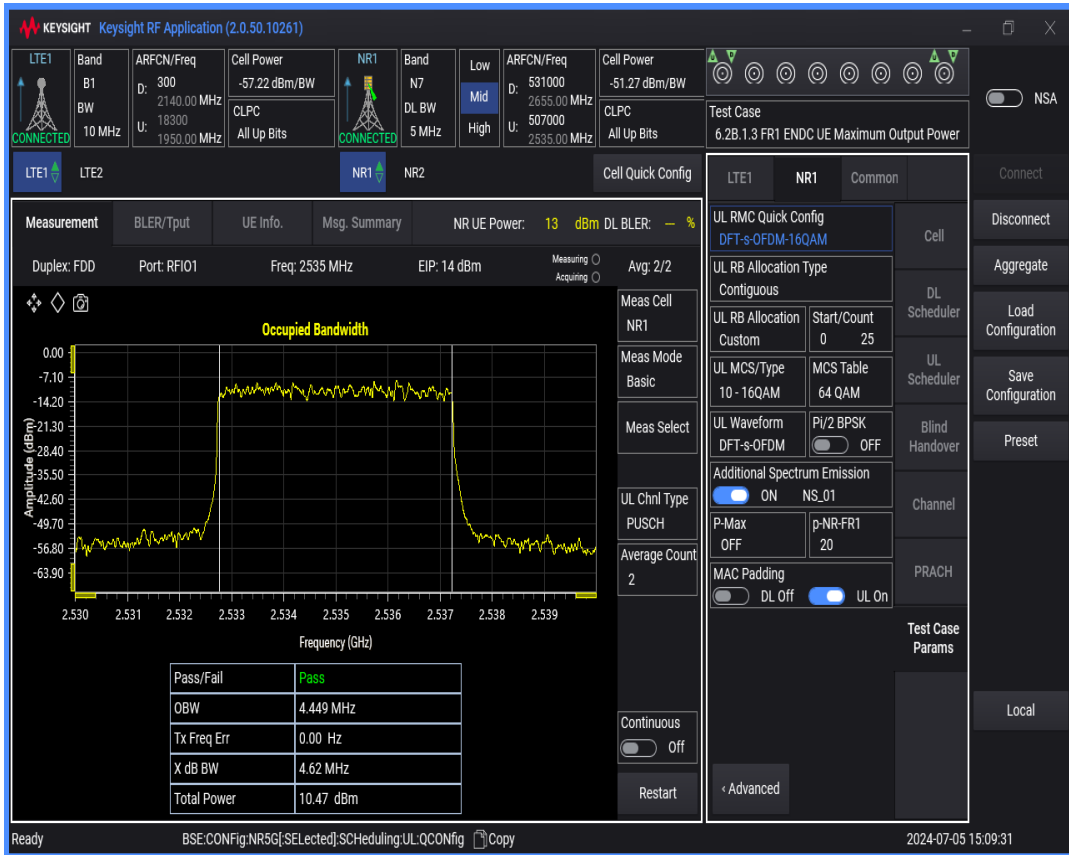 KEYSIGHT Keysight RF Application (2.0.50.10261)
LTE1
CONNECTED
Band
B1
BW
10 MHz
ARFCN/Freq
D: 300
2140.00 MHz
U: 18300
1950.00 MHz
Cell Power
-57.22 dBm/BW
CLPC
All Up Bits
NR1
CONNECTED
Band
N7
DL BW
5 MHz
Low
Mid
High
ARFCN/Freq
D: 531000
2655.00 MHz
U: 507000
2535.00 MHz
Cell Power
-51.27 dBm/BW
CLPC
All Up Bits
Test Case
6.2B.1.3 FR1 ENDC UE Maximum Output Power
NSA
LTE1 LTE2 NR1 NR2 Cell Quick Config
Measurement BLER/Tput UE Info. Msg. Summary NR UE Power: 13 dBm DL BLER: --- %
Duplex: FDD Port: RFIO1 Freq: 2535 MHz EIP: 14 dBm
Measuring
Acquiring
Avg: 2/2
Occupied Bandwidth
Amplitude (dBm)
0.00
-7.10
-14.20
-21.30
-28.40
-35.50
-42.60
-49.70
-56.80
-63.90
2.530 2.531 2.532 2.533 2.534 2.535 2.536 2.537 2.538 2.539
Frequency (GHz)
Pass/Fail Pass
OBW 4.449 MHz
Tx Freq Err 0.00 Hz
X dB BW 4.62 MHz
Total Power 10.47 dBm
Meas Cell
NR1
Meas Mode
Basic
Meas Select
UL Chnl Type
PUSCH
Average Count
2
Continuous
Off
Restart
LTE1 NR1 Common
UL RMC Quick Config
DFT-s-OFDM-16QAM
UL RB Allocation Type
Contiguous
UL RB Allocation
Custom
Start/Count
0 25
UL MCS/Type
10 - 16QAM
MCS Table
64 QAM
UL Waveform
DFT-s-OFDM
Pi/2 BPSK
OFF
Additional Spectrum Emission
ON NS_01
P-Max
OFF
p-NR-FR1
20
MAC Padding
DL Off UL On
‹ Advanced
Cell
DL
Scheduler
UL
Scheduler
Blind
Handover
Channel
PRACH
Test Case
Params
Connect
Disconnect
Aggregate
Load
Configuration
Save
Configuration
Preset
Local
Ready BSE:CONFig:NR5G[:SELected]:SCHeduling:UL:QCONfig Copy 2024-07-05 15:09:31